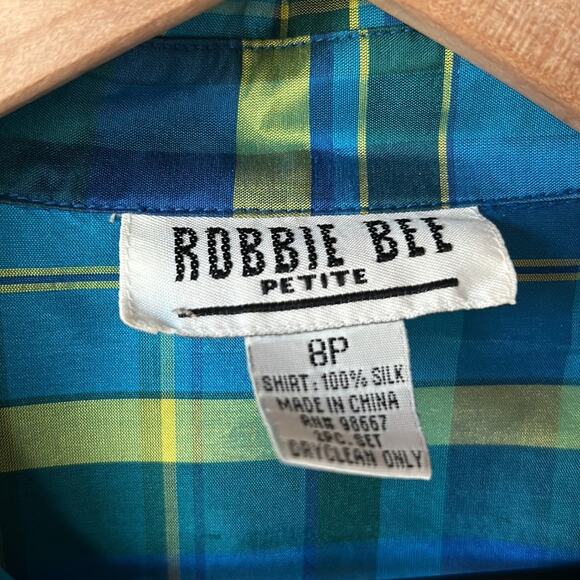 ROBBIE BEE
PETITE
8P
SHIRT: 100% SILK
MADE IN CHINA
RN# 98667
2PC. SET
DRYCLEAN ONLY